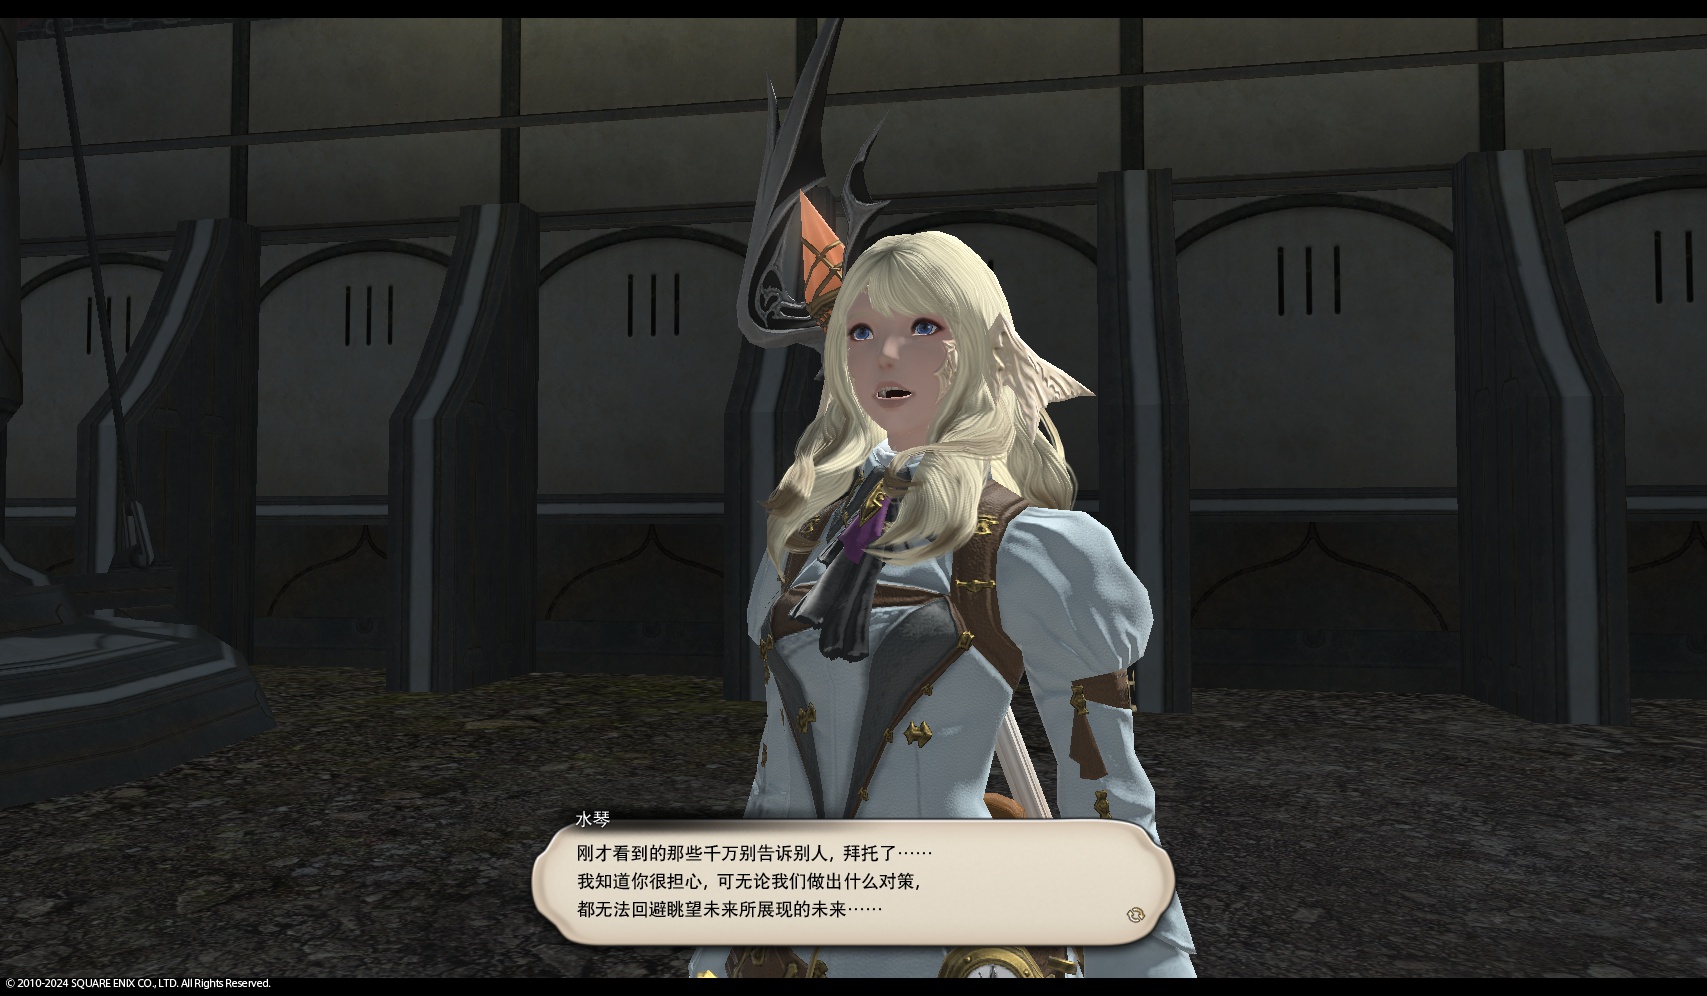 水琴
刚才看到的那些千万别告诉别人，拜托了……
我知道你很担心，可无论我们做出什么对策，
都无法回避眺望未来所展现的未来……
© 2010-2024 SQUARE ENIX CO., LTD. All Rights Reserved.